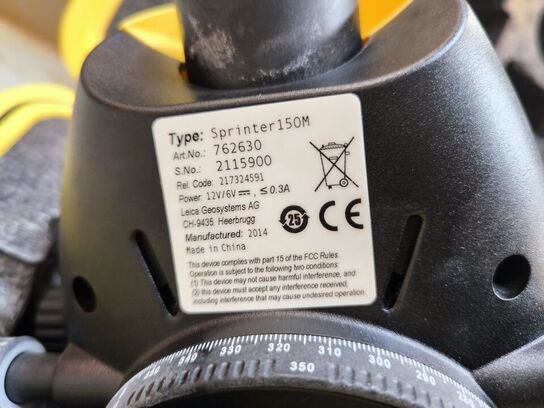 Type: Sprinter150M
Art.No.: 762630
S.No.: 2115900
Rel. Code: 217324591
Power: 12V/6V ⎓, ≤ 0.3A
Leica Geosystems AG
CH-9435 Heerbrugg
25
CE
Manufactured: 2014
Made in China
This device complies with part 15 of the FCC Rules.
Operation is subject to the following two conditions:
(1) This device may not cause harmful interference, and
(2) this device must accept any interference received,
including interference that may cause undesired operation.
340 330 320 310 300 290
350